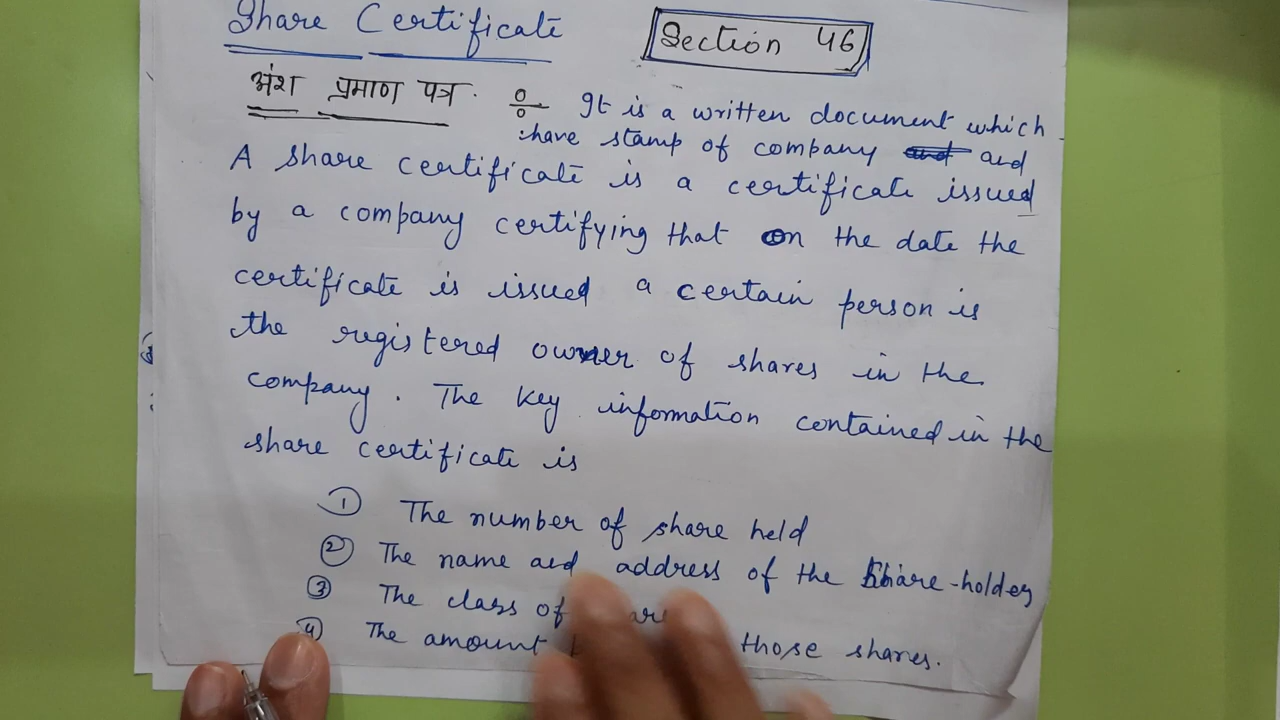 Share Certificate
Section 46
अंश प्रमाण पत्र
It is a written document which
have stamp of company and
A share certificate is a certificate issued
by a company certifying that on the date the
certificate is issued a certain person is
the registered owner of shares in the
company. The key information contained in the
share certificate is
① The number of share held
② The name and address of the share-holder
③ The class of
④ The amount those shares.